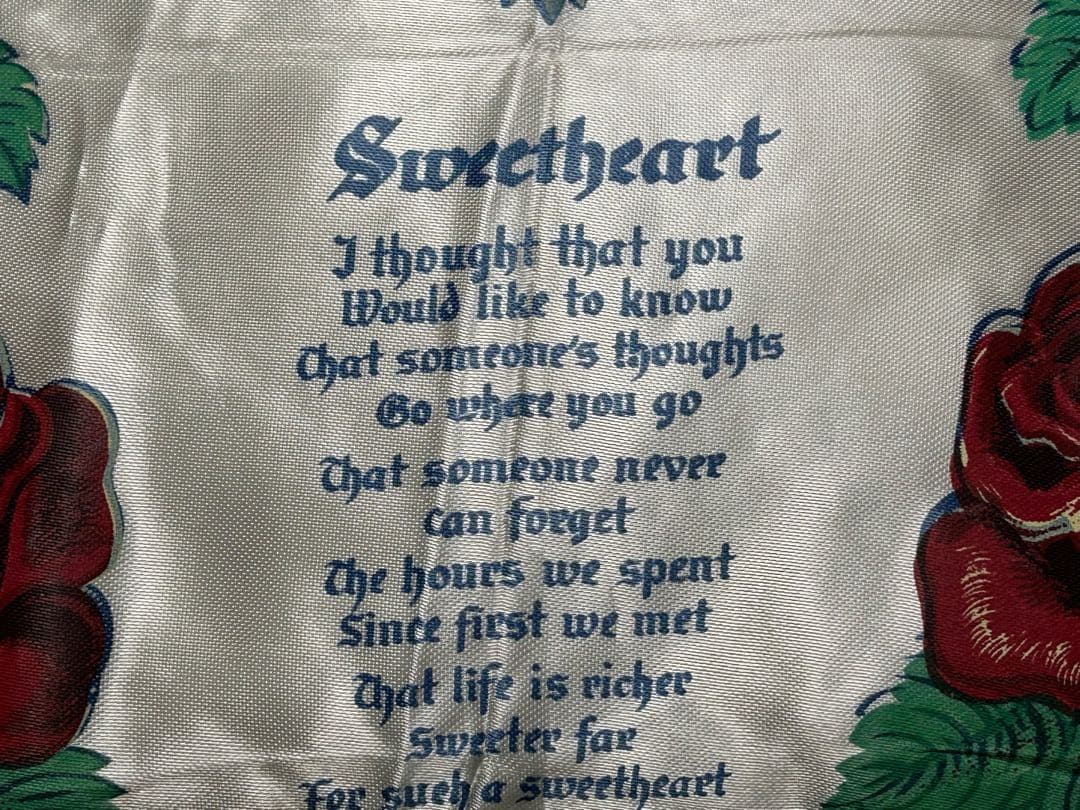 Sweetheart
I thought that you
Would like to know
That someone's thoughts
Go where you go
That someone never
can forget
The hours we spent
Since first we met
That life is richer
Sweeter far
For such a sweetheart